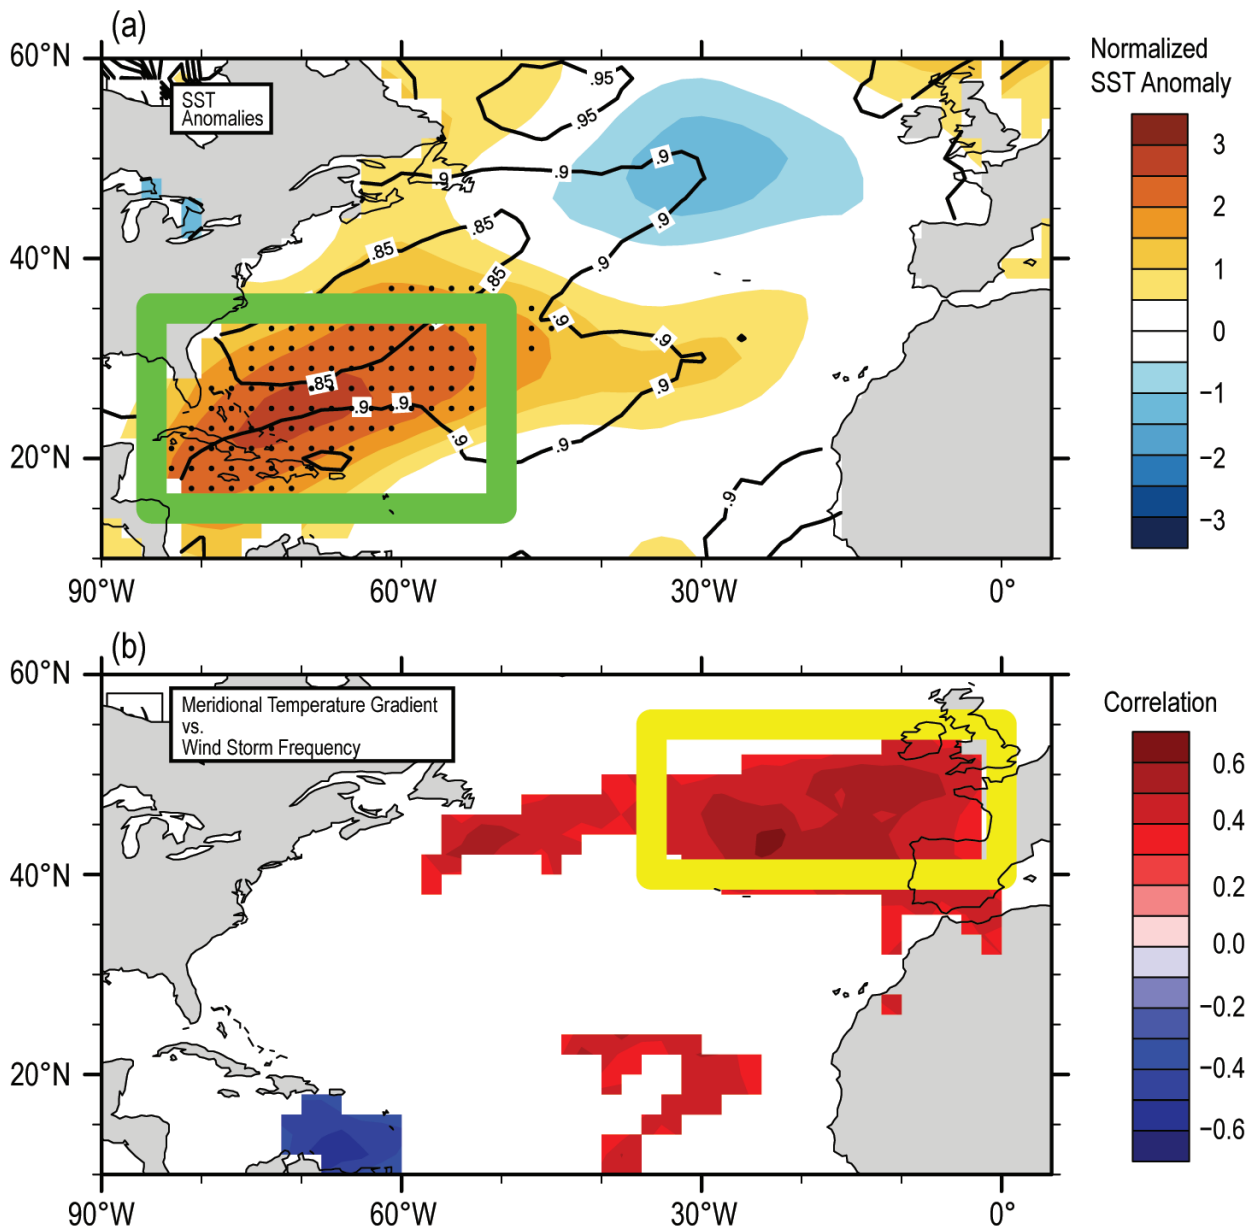 (a)
Normalized
SST Anomaly
60°N
40°N
20°N
SST
Anomalies
.95
.95
.9
.9
.9
.9
.9
.85
.85
.85
.9
.9
.9
.85
.9
.9
.9
.9
.9
3
2
1
0
−1
−2
−3
90°W
60°W
30°W
0°
(b)
60°N
40°N
20°N
Meridional Temperature Gradient
vs.
Wind Storm Frequency
Correlation
0.6
0.4
0.2
0.0
−0.2
−0.4
−0.6
90°W
60°W
30°W
0°